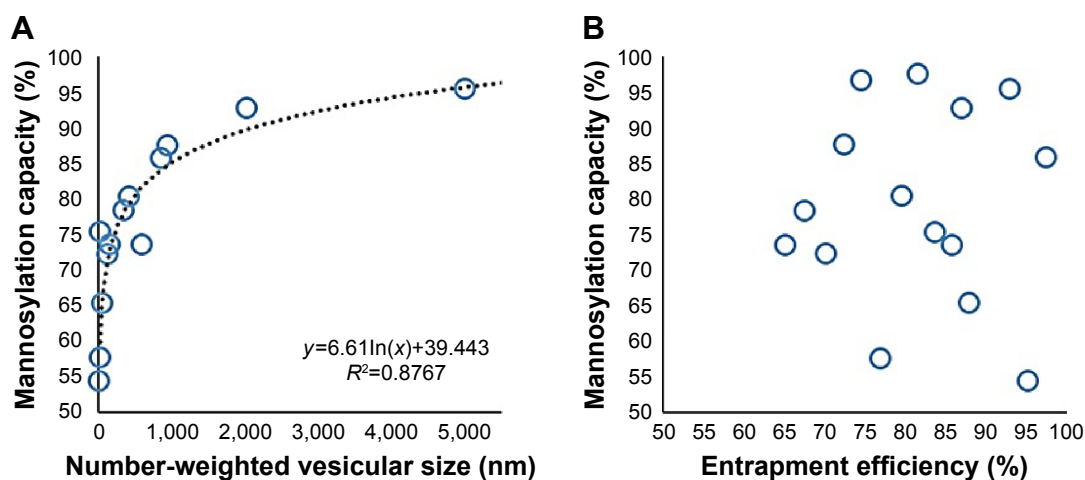 A
Mannosylation capacity (%)
100
95
90
85
80
75
70
65
60
55
50
y=6.61ln(x)+39.443
R²=0.8767
0 1,000 2,000 3,000 4,000 5,000
Number-weighted vesicular size (nm)
B
Mannosylation capacity (%)
100
95
90
85
80
75
70
65
60
55
50
50 55 60 65 70 75 80 85 90 95 100
Entrapment efficiency (%)